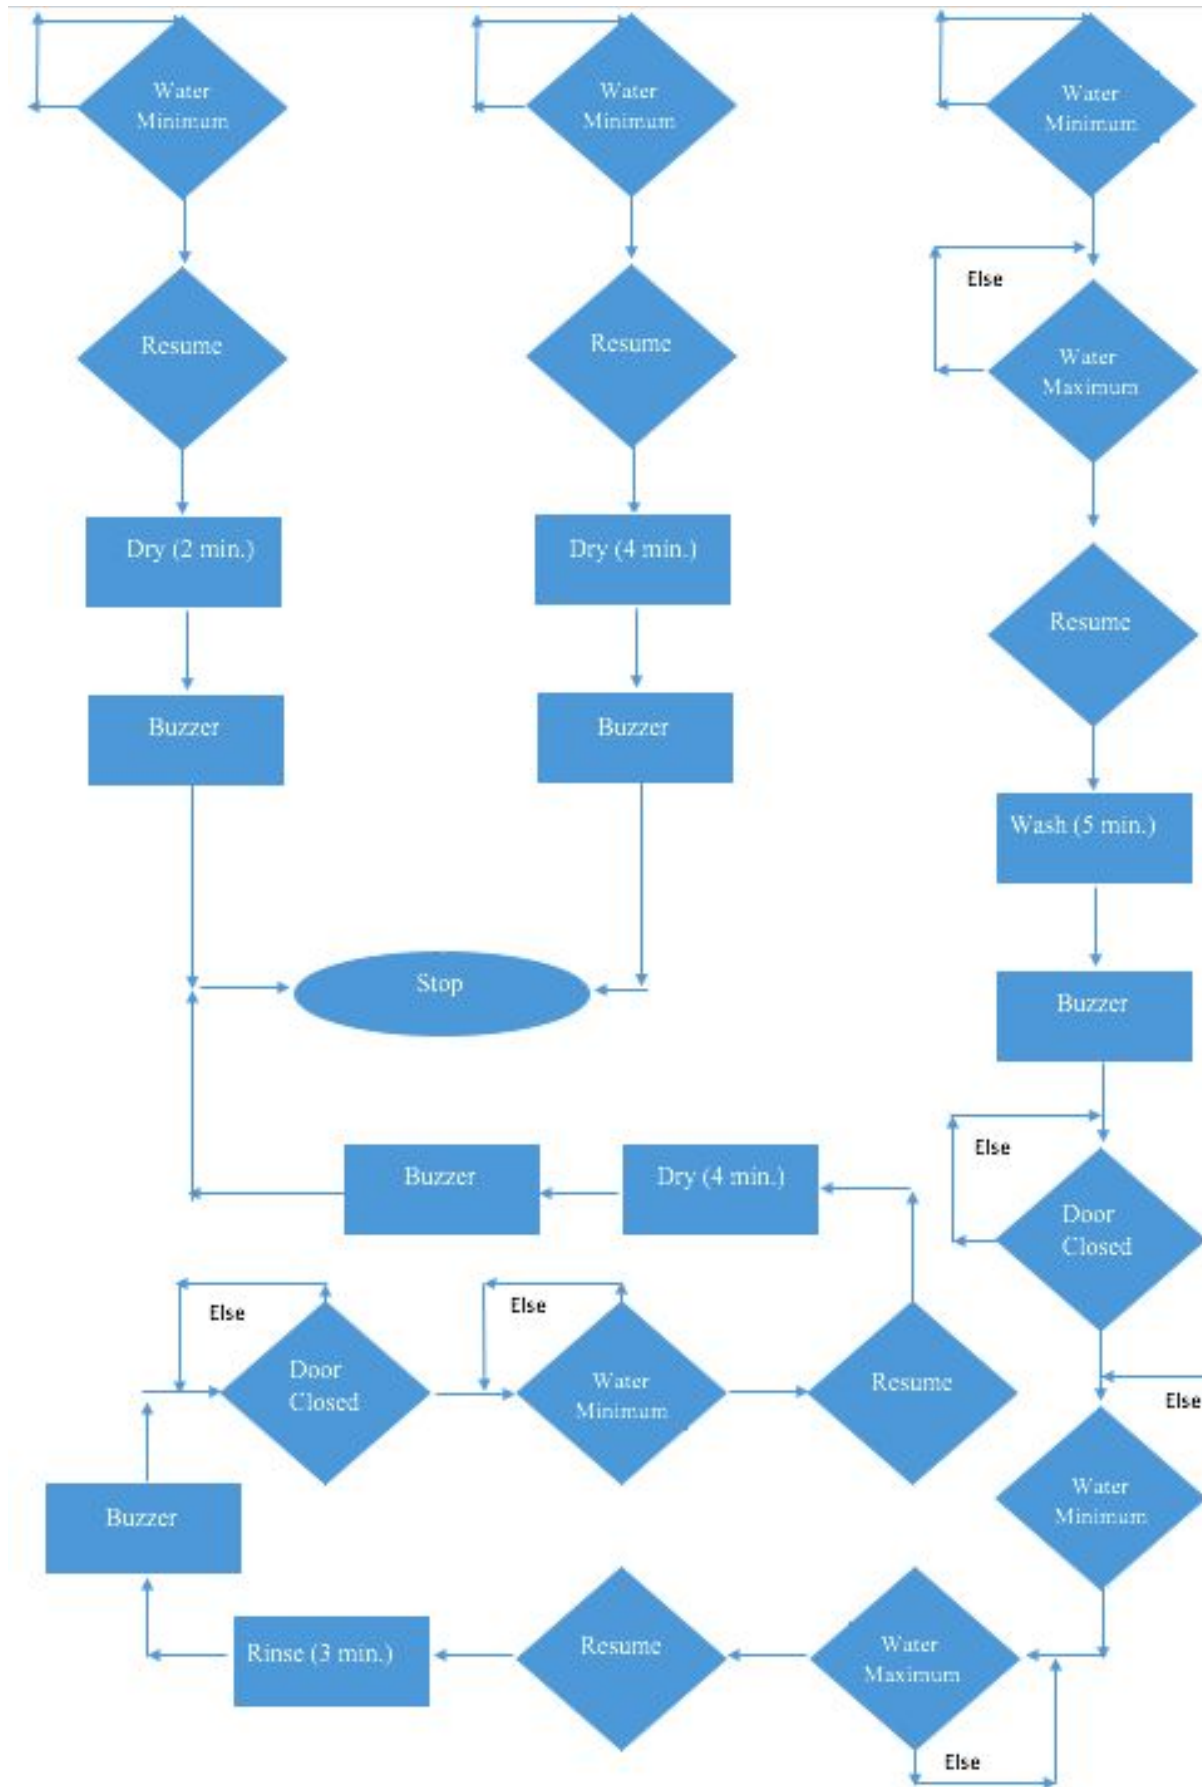 Water
Minimum
Water
Minimum
Water
Minimum
Resume
Resume
Else
Water
Maximum
Dry (2 min.)
Dry (4 min.)
Resume
Buzzer
Buzzer
Wash (5 min.)
Stop
Buzzer
Buzzer
Dry (4 min.)
Else
Door
Closed
Else
Else
Door
Closed
Water
Minimum
Resume
Else
Buzzer
Water
Minimum
Rinse (3 min.)
Resume
Water
Maximum
Else